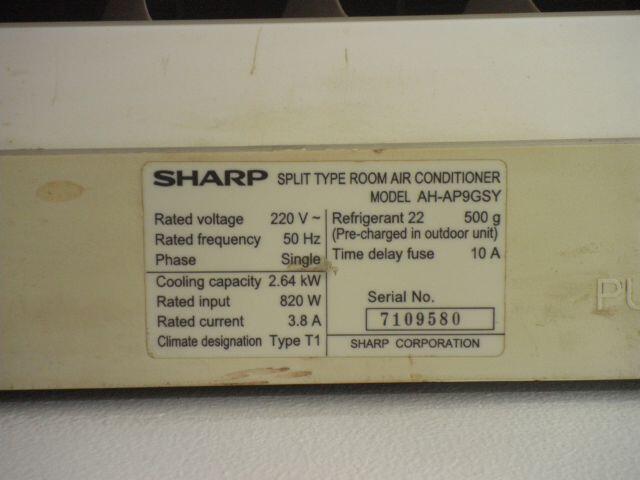 SHARP SPLIT TYPE ROOM AIR CONDITIONER
MODEL AH-AP9GSY
Rated voltage 220 V ~
Rated frequency 50 Hz
Phase Single
Cooling capacity 2.64 kW
Rated input 820 W
Rated current 3.8 A
Climate designation Type T1
Refrigerant 22 500 g
(Pre-charged in outdoor unit)
Time delay fuse 10 A
Serial No.
7109580
SHARP CORPORATION